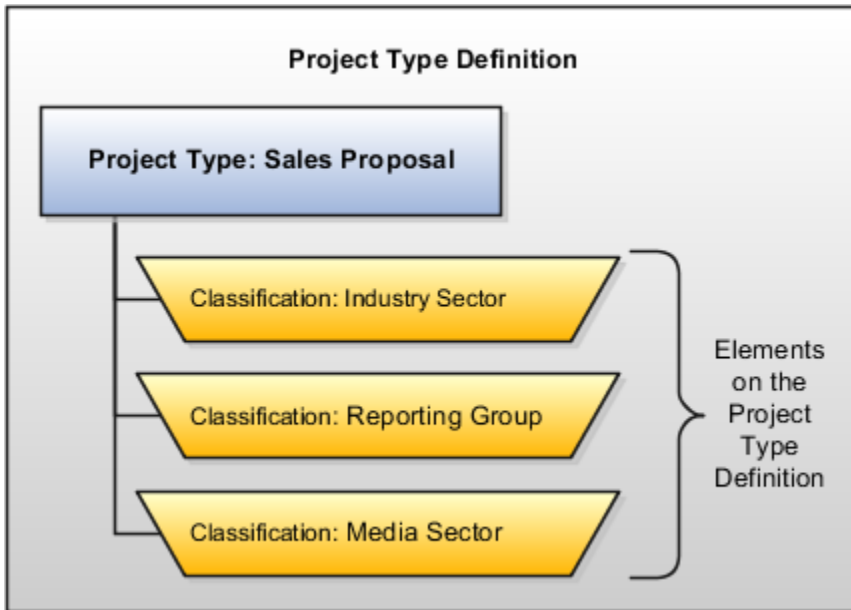 Project Type Definition
Project Type: Sales Proposal
Classification: Industry Sector
Classification: Reporting Group
Classification: Media Sector
Elements
on the
Project
Type
Definition